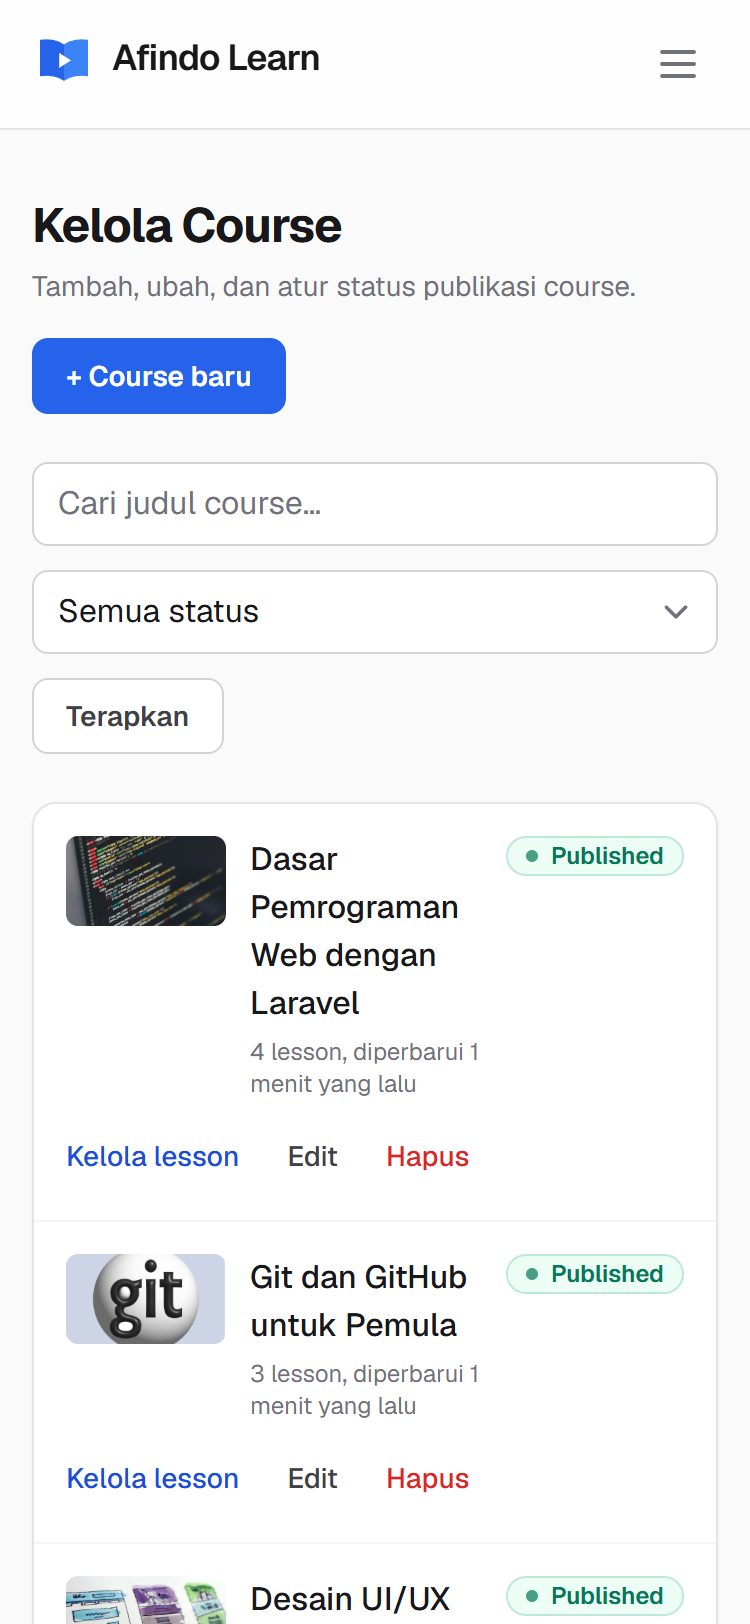 Afindo Learn
Kelola Course
Tambah, ubah, dan atur status publikasi course.
+ Course baru
Cari judul course...
Semua status
Terapkan
Dasar
Pemrograman
Web dengan
Laravel
Published
4 lesson, diperbarui 1
menit yang lalu
Kelola lesson Edit Hapus
git
Git dan GitHub
untuk Pemula
Published
3 lesson, diperbarui 1
menit yang lalu
Kelola lesson Edit Hapus
Desain UI/UX
Published